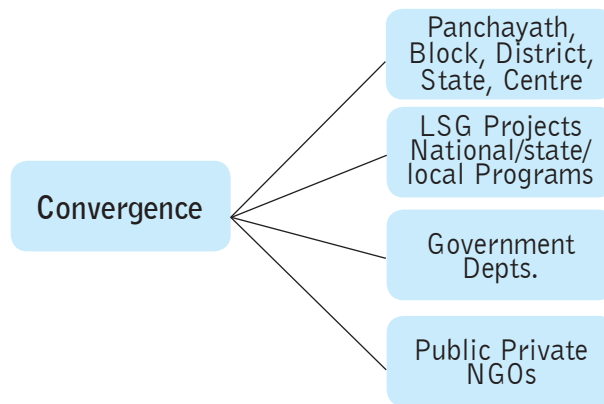 Panchayath,
Block, District,
State, Centre
LSG Projects
National/state/
local Programs
Convergence
Government
Depts.
Public Private
NGOs